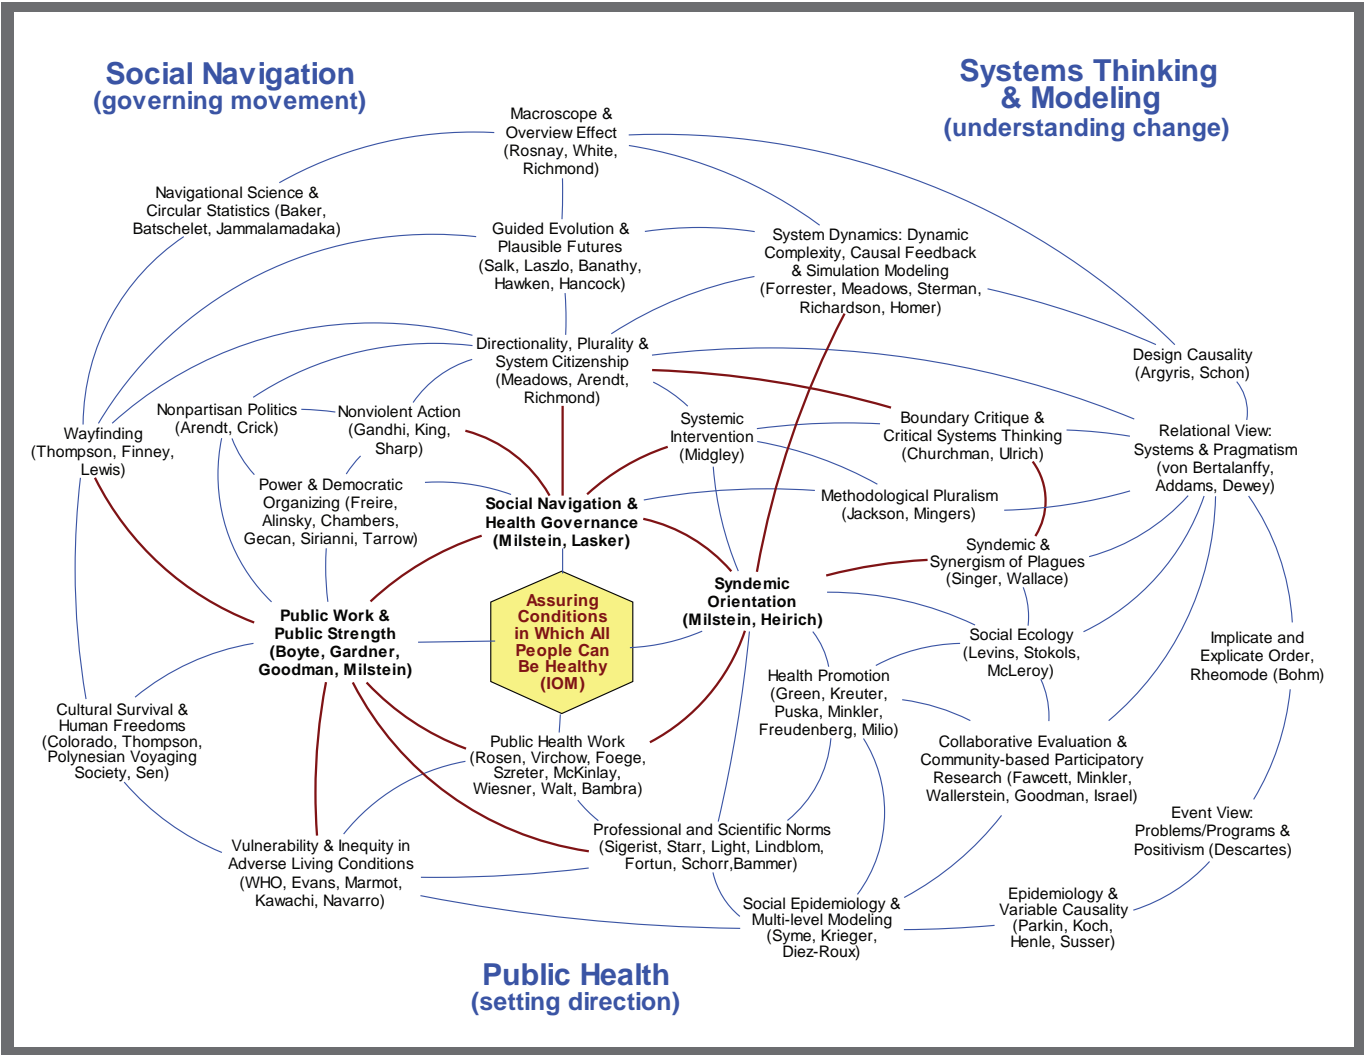 Social Navigation
(governing movement)
Systems Thinking
& Modeling
(understanding change)
Macroscope &
Overview Effect
(Rosnay, White,
Richmond)
Navigational Science &
Circular Statistics (Baker,
Batschelet, Jammalamadaka)
Guided Evolution &
Plausible Futures
(Salk, Laszlo, Banathy,
Hawken, Hancock)
System Dynamics: Dynamic
Complexity, Causal Feedback
& Simulation Modeling
(Forrester, Meadows, Sterman,
Richardson, Homer)
Directionality, Plurality &
System Citizenship
(Meadows, Arendt,
Richmond)
Design Causality
(Argyris, Schon)
Wayfinding
(Thompson, Finney,
Lewis)
Nonpartisan Politics
(Arendt, Crick)
Nonviolent Action
(Gandhi, King,
Sharp)
Systemic
Intervention
(Midgley)
Boundary Critique &
Critical Systems Thinking
(Churchman, Ulrich)
Relational View:
Systems & Pragmatism
(von Bertalanffy,
Addams, Dewey)
Power & Democratic
Organizing (Freire,
Alinsky, Chambers,
Gecan, Sirianni, Tarrow)
Social Navigation &
Health Governance
(Milstein, Lasker)
Methodological Pluralism
(Jackson, Mingers)
Syndemic &
Synergism of Plagues
(Singer, Wallace)
Public Work &
Public Strength
(Boyte, Gardner,
Goodman, Milstein)
Assuring
Conditions
in Which All
People Can
Be Healthy
(IOM)
Syndemic
Orientation
(Milstein, Heirich)
Social Ecology
(Levins, Stokols,
McLeroy)
Implicate and
Explicate Order,
Rheomode (Bohm)
Health Promotion
(Green, Kreuter,
Puska, Minkler,
Freudenberg, Milio)
Cultural Survival &
Human Freedoms
(Colorado, Thompson,
Polynesian Voyaging
Society, Sen)
Public Health Work
(Rosen, Virchow, Foege,
Szreter, McKinlay,
Wiesner, Walt, Bambra)
Collaborative Evaluation &
Community-based Participatory
Research (Fawcett, Minkler,
Wallerstein, Goodman, Israel)
Vulnerability & Inequity in
Adverse Living Conditions
(WHO, Evans, Marmot,
Kawachi, Navarro)
Professional and Scientific Norms
(Sigerist, Starr, Light, Lindblom,
Fortun, Schorr,Bammer)
Event View:
Problems/Programs &
Positivism (Descartes)
Social Epidemiology &
Multi-level Modeling
(Syme, Krieger,
Diez-Roux)
Epidemiology &
Variable Causality
(Parkin, Koch,
Henle, Susser)
Public Health
(setting direction)